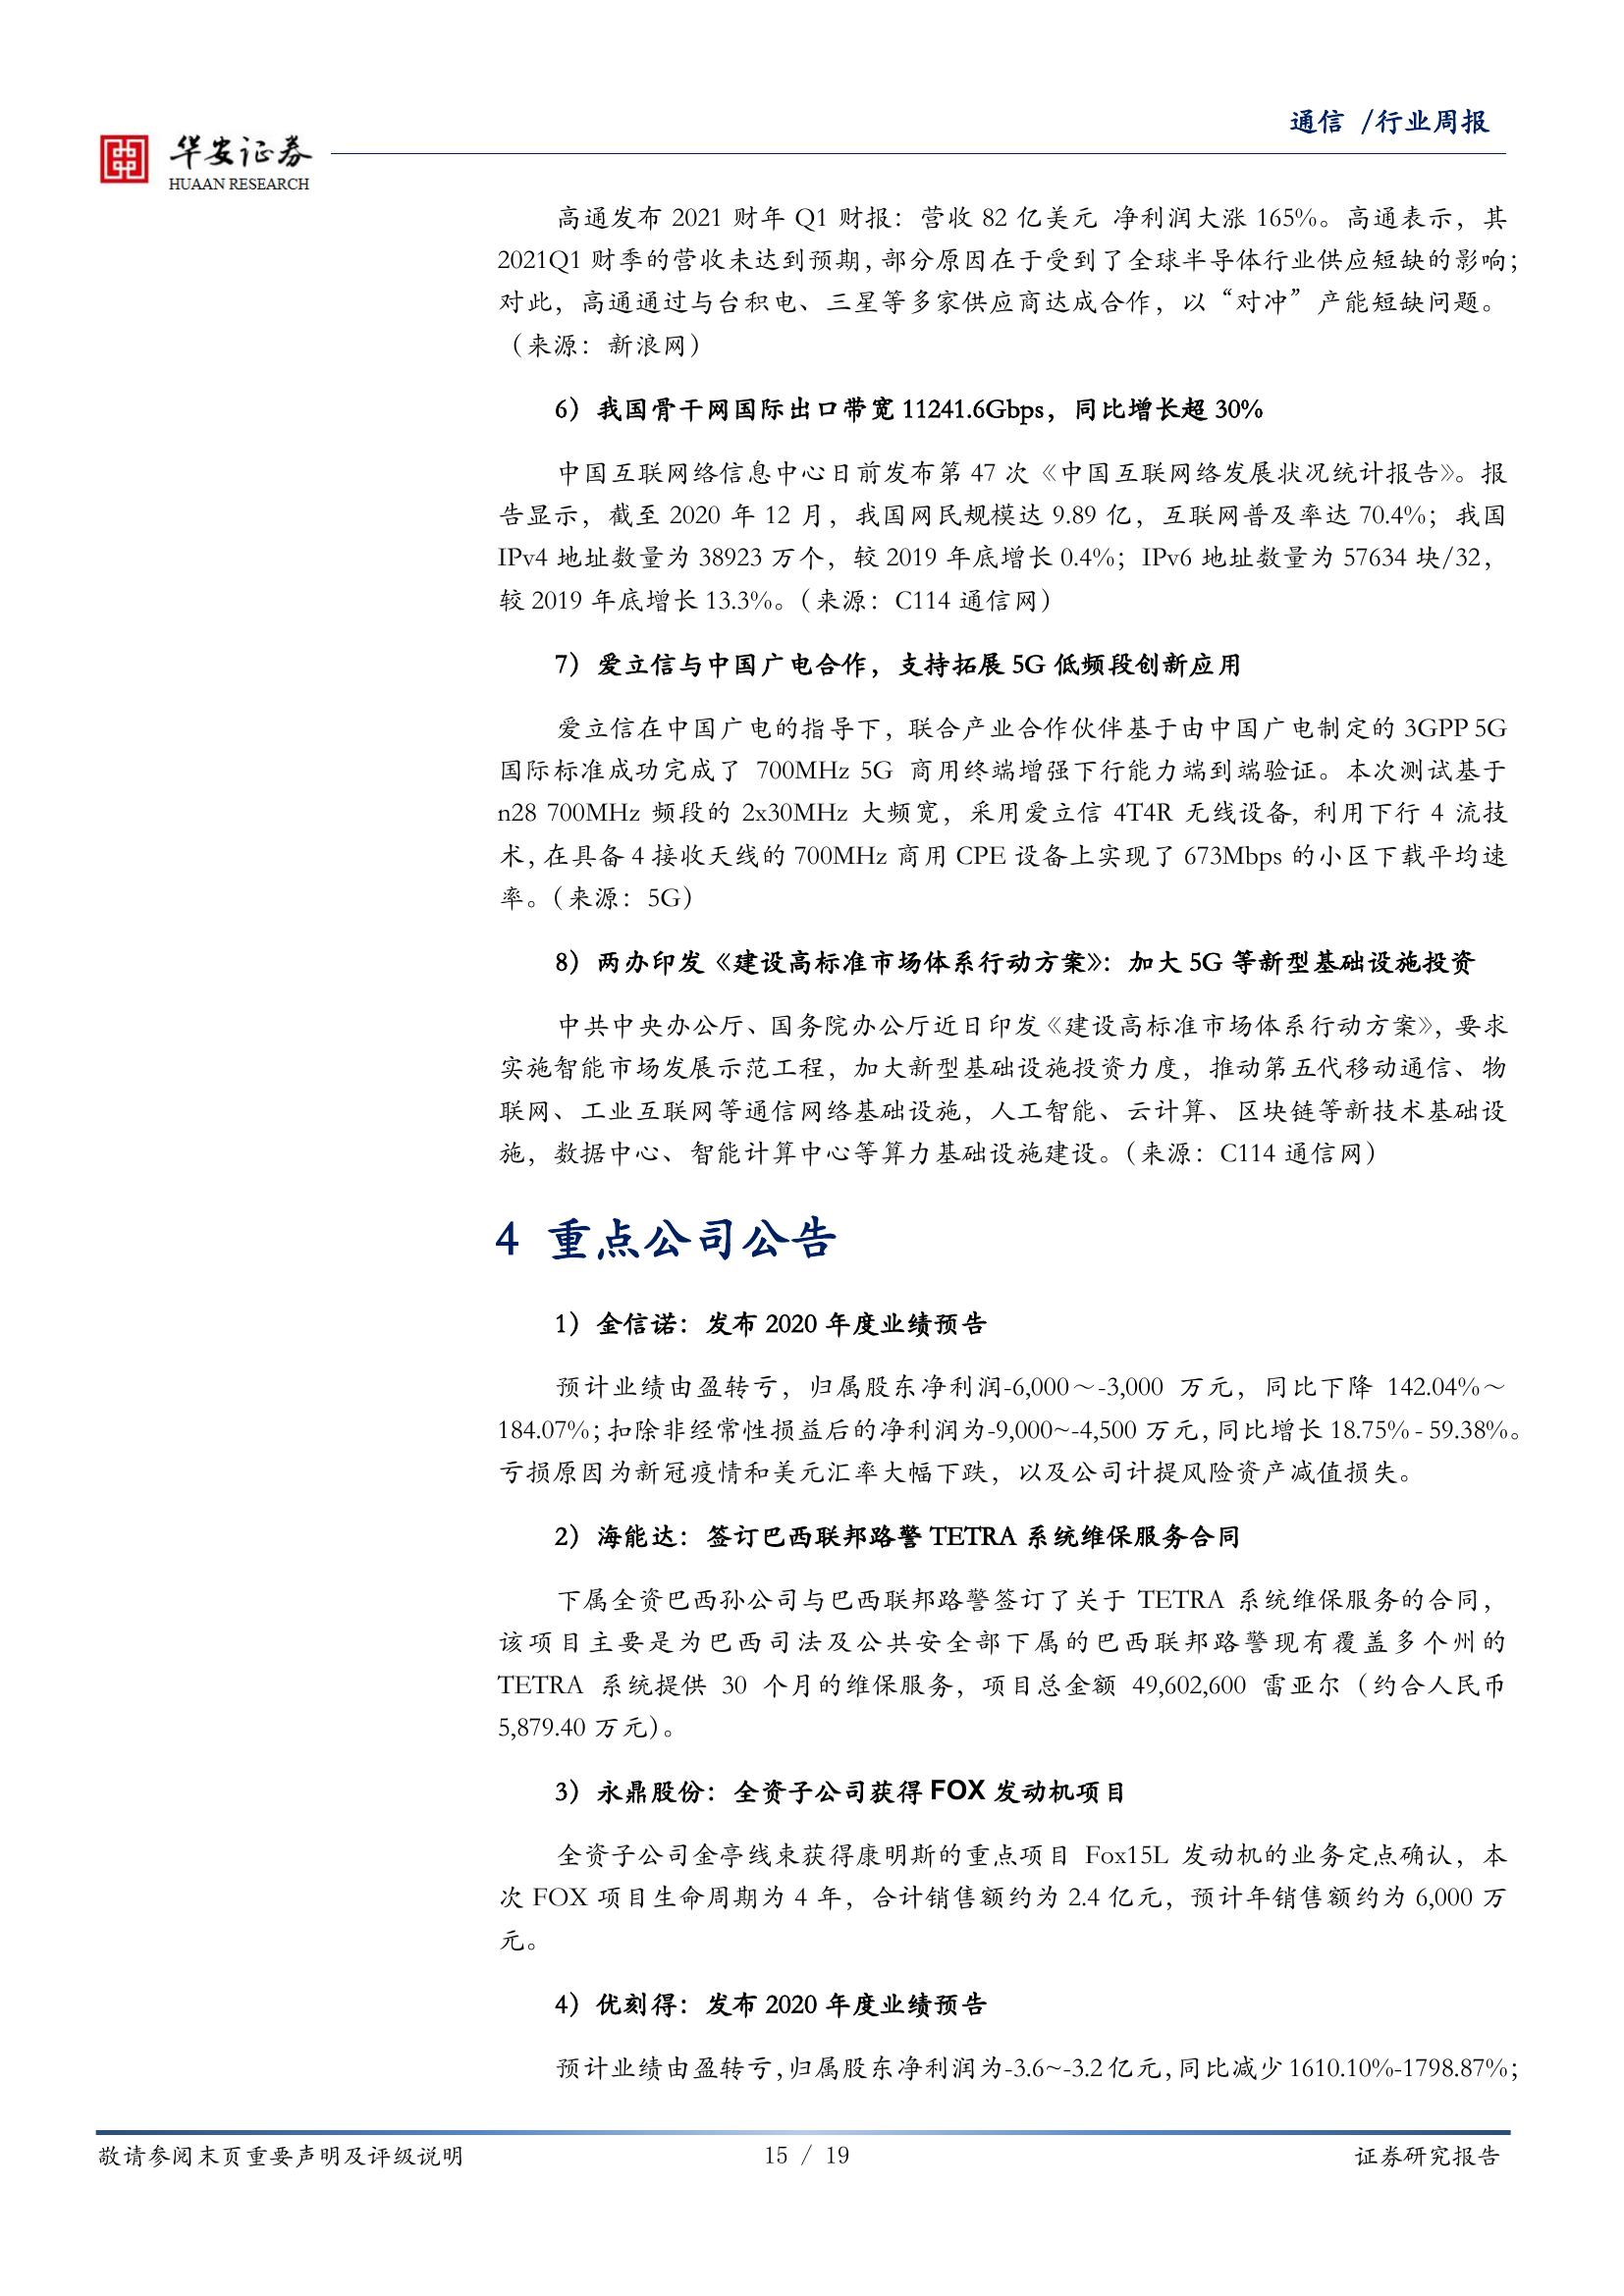 通信 /行业周报
华安证券
HUAAN RESEARCH
高通发布 2021 财年 Q1 财报：营收 82 亿美元 净利润大涨 165%。高通表示，其
2021Q1 财季的营收未达到预期，部分原因在于受到了全球半导体行业供应短缺的影响；
对此，高通通过与台积电、三星等多家供应商达成合作，以“对冲”产能短缺问题。
（来源：新浪网）
6）我国骨干网国际出口带宽 11241.6Gbps，同比增长超 30%
中国互联网络信息中心日前发布第 47 次《中国互联网络发展状况统计报告》。报
告显示，截至 2020 年 12 月，我国网民规模达 9.89 亿，互联网普及率达 70.4%；我国
IPv4 地址数量为 38923 万个，较 2019 年底增长 0.4%；IPv6 地址数量为 57634 块/32，
较 2019 年底增长 13.3%。（来源：C114 通信网）
7）爱立信与中国广电合作，支持拓展 5G 低频段创新应用
爱立信在中国广电的指导下，联合产业合作伙伴基于由中国广电制定的 3GPP 5G
国际标准成功完成了 700MHz 5G 商用终端增强下行能力端到端验证。本次测试基于
n28 700MHz 频段的 2x30MHz 大频宽，采用爱立信 4T4R 无线设备, 利用下行 4 流技
术，在具备 4 接收天线的 700MHz 商用 CPE 设备上实现了 673Mbps 的小区下载平均速
率。（来源：5G）
8）两办印发《建设高标准市场体系行动方案》：加大 5G 等新型基础设施投资
中共中央办公厅、国务院办公厅近日印发《建设高标准市场体系行动方案》，要求
实施智能市场发展示范工程，加大新型基础设施投资力度，推动第五代移动通信、物
联网、工业互联网等通信网络基础设施，人工智能、云计算、区块链等新技术基础设
施，数据中心、智能计算中心等算力基础设施建设。（来源：C114 通信网）
4 重点公司公告
1）金信诺：发布 2020 年度业绩预告
预计业绩由盈转亏，归属股东净利润-6,000～-3,000 万元，同比下降 142.04%～
184.07%；扣除非经常性损益后的净利润为-9,000~-4,500 万元，同比增长 18.75% - 59.38%。
亏损原因为新冠疫情和美元汇率大幅下跌，以及公司计提风险资产减值损失。
2）海能达：签订巴西联邦路警 TETRA 系统维保服务合同
下属全资巴西孙公司与巴西联邦路警签订了关于 TETRA 系统维保服务的合同，
该项目主要是为巴西司法及公共安全部下属的巴西联邦路警现有覆盖多个州的
TETRA 系统提供 30 个月的维保服务，项目总金额 49,602,600 雷亚尔（约合人民币
5,879.40 万元）。
3）永鼎股份：全资子公司获得 FOX 发动机项目
全资子公司金亭线束获得康明斯的重点项目 Fox15L 发动机的业务定点确认，本
次 FOX 项目生命周期为 4 年，合计销售额约为 2.4 亿元，预计年销售额约为 6,000 万
元。
4）优刻得：发布 2020 年度业绩预告
预计业绩由盈转亏，归属股东净利润为-3.6~-3.2 亿元，同比减少 1610.10%-1798.87%；
敬请参阅末页重要声明及评级说明
15 / 19
证券研究报告